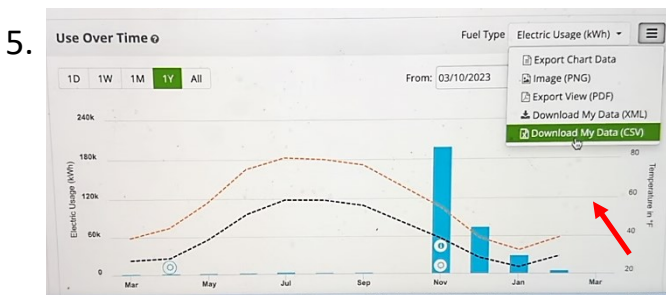 5.
Use Over Time
Fuel Type Electric Usage (kWh)
Export Chart Data
Image (PNG)
Export View (PDF)
Download My Data (XML)
Download My Data (CSV)
1D 1W 1M 1Y All
From: 03/10/2023
240k
180k
120k
60k
0
Electric Usage (kWh)
80
60
40
20
Temperature in °F
Mar May Jul Sep Nov Jan Mar